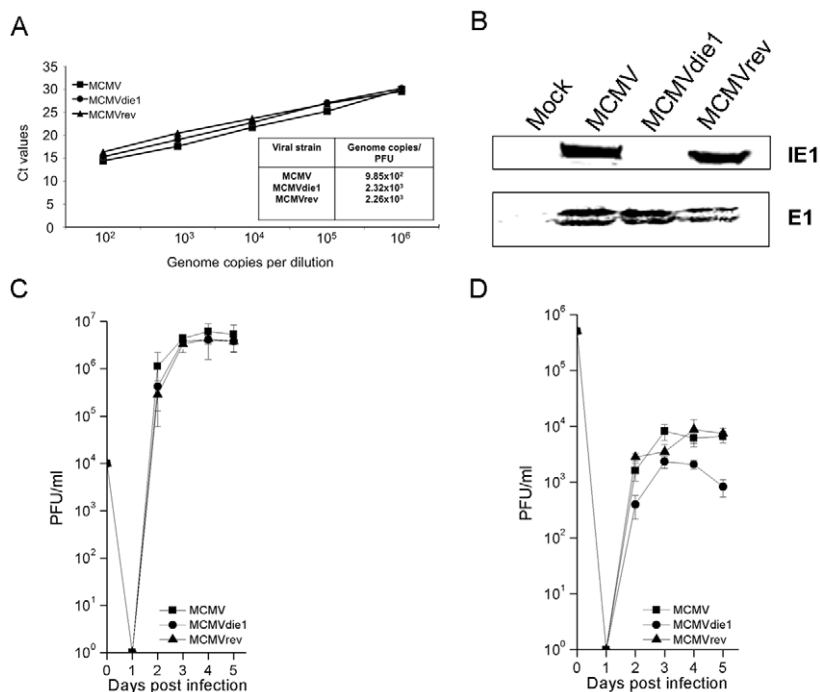 A
35
30
25
20
15
10
5
0
Ct values
MCMV
MCMVdie1
MCMVrev
Viral strain
Genome copies/
PFU
MCMV 9.85x10²
MCMVdie1 2.32x10³
MCMVrev 2.26x10³
10² 10³ 10⁴ 10⁵ 10⁶
Genome copies per dilution
B
Mock
MCMV
MCMVdie1
MCMVrev
IE1
E1
C
10⁷
10⁶
10⁵
10⁴
10³
10²
10¹
10⁰
PFU/ml
MCMV
MCMVdie1
MCMVrev
0 1 2 3 4 5
Days post infection
D
10⁶
10⁵
10⁴
10³
10²
10¹
10⁰
PFU/ml
MCMV
MCMVdie1
MCMVrev
0 1 2 3 4 5
Days post infection